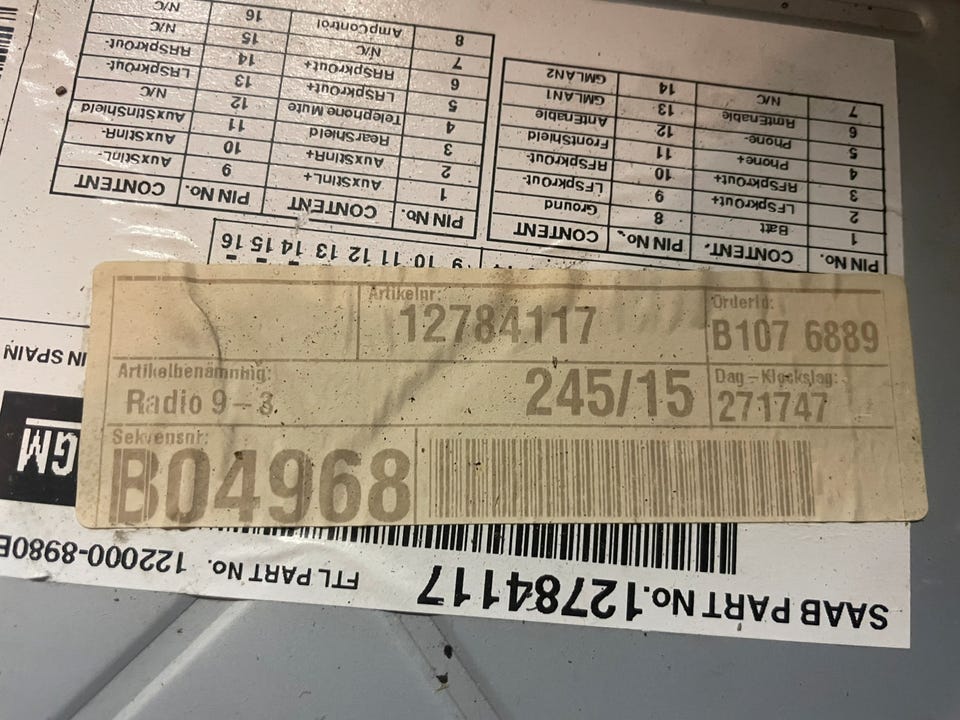 Artikelnr:
12784117
OrderId:
B107 6889
Artikelbenämning:
Radio 9-3
245/15
Dag-Klockslag:
271747
Sekvensnr:
B04968
SAAB PART No.12784117 FTL PART No. 122000-8980
GM
IN SPAIN
9 10 11 12 13 14 15 16
PIN No. CONTENT. PIN No. CONTENT
1 Batt 8 Ground
2 LFSpkrOut+ 9 LFSpkrOut-
3 RFSpkrOut+ 10 RFSpkrOut-
4 Phone+ 11 FrontShield
5 Phone- 12 AntEnable
6 AntEnable 13 GMLAN1
7 N/C 14 GMLAN2
PIN No. CONTENT PIN No. CONTENT
1 AuxStInL+ 9 AuxStInL-
2 AuxStInR+ 10 AuxStInR-
3 RearShield 11 AuxStInShield
4 Telephone Mute 12 N/C
5 LRSpkrOut+ 13 LRSpkrOut-
6 RRSpkrOut+ 14 RRSpkrOut-
7 N/C 15 N/C
8 AmpControl 16